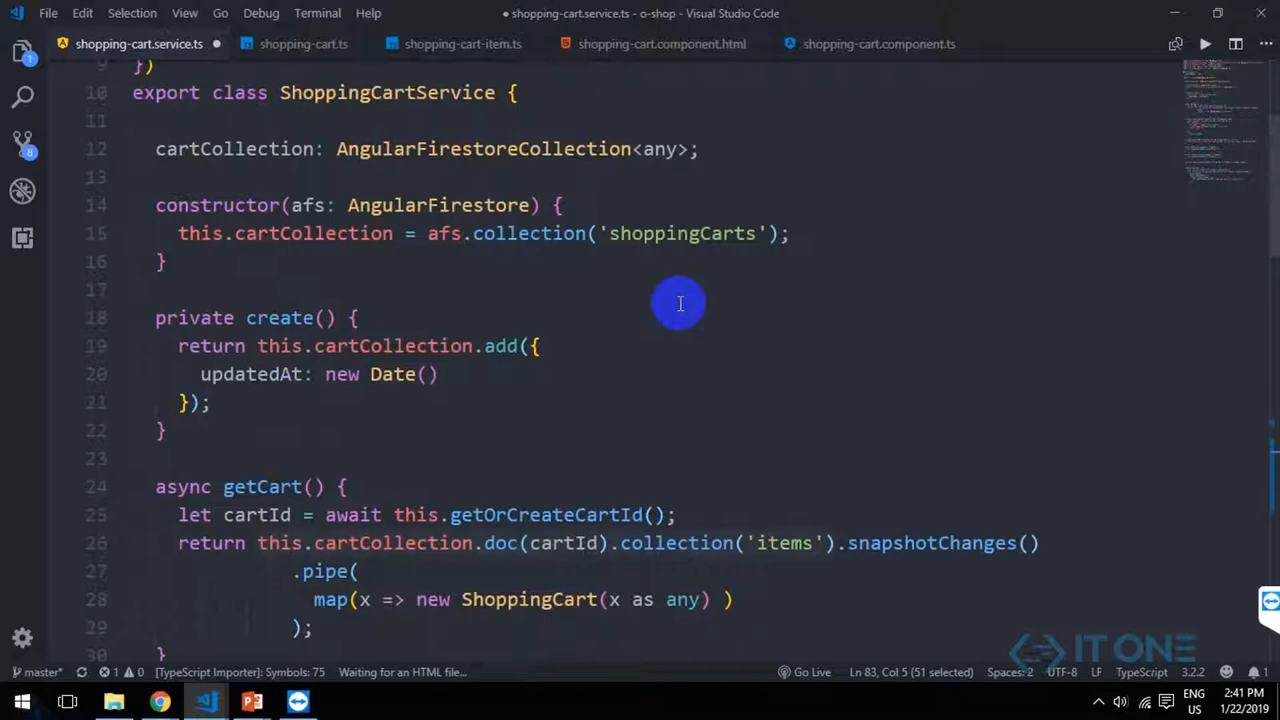 File Edit Selection View Go Debug Terminal Help ● shopping-cart.service.ts - o-shop - Visual Studio Code
shopping-cart.service.ts ● shopping-cart.ts shopping-cart-item.ts shopping-cart.component.html shopping-cart.component.ts
9 })
10 export class ShoppingCartService {
11
12 cartCollection: AngularFirestoreCollection<any>;
13
14 constructor(afs: AngularFirestore) {
15 this.cartCollection = afs.collection('shoppingCarts');
16 }
17
18 private create() {
19 return this.cartCollection.add({
20 updatedAt: new Date()
21 });
22 }
23
24 async getCart() {
25 let cartId = await this.getOrCreateCartId();
26 return this.cartCollection.doc(cartId).collection('items').snapshotChanges()
27 .pipe(
28 map(x => new ShoppingCart(x as any) )
29 );
30 }
1
8
IT ONE
master* 1 0 [TypeScript Importer]: Symbols: 75 Waiting for an HTML file... Go Live Ln 83, Col 5 (51 selected) Spaces: 2 UTF-8 LF TypeScript 3.2.2 1
ENG 2:41 PM
US 1/22/2019